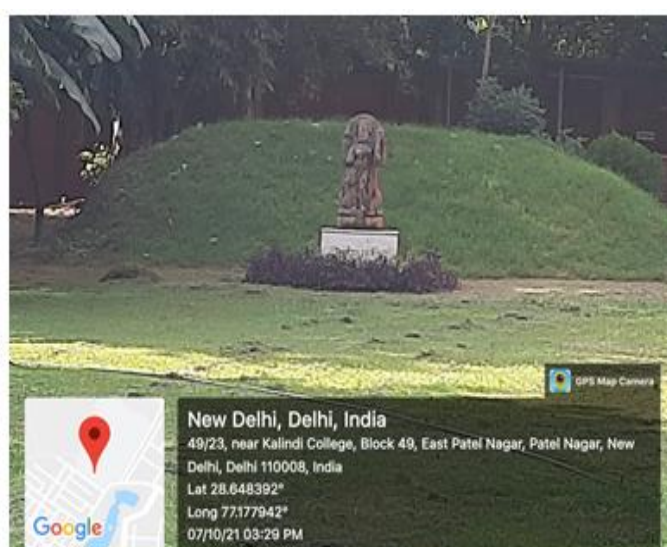 GPS Map Camera
New Delhi, Delhi, India
49/23, near Kalindi College, Block 49, East Patel Nagar, Patel Nagar, New
Delhi, Delhi 110008, India
Lat 28.648392°
Long 77.177942°
07/10/21 03:29 PM
Google